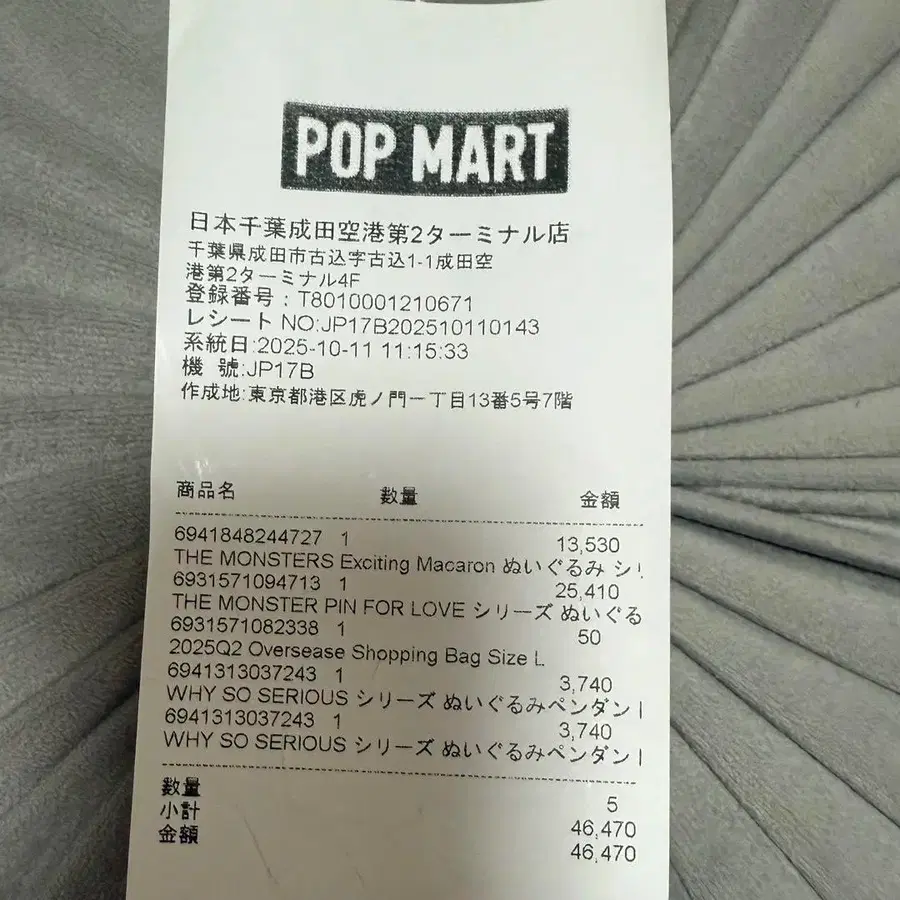 POP MART
日本千葉成田空港第2ターミナル店
千葉県成田市古込字古込1-1成田空
港第2ターミナル4F
登録番号：T8010001210671
レシート NO:JP17B202510110143
系統日:2025-10-11 11:15:33
機 號:JP17B
作成地:東京都港区虎ノ門一丁目13番5号7階
商品名 数量 金額
6941848244727 1 13,530
THE MONSTERS Exciting Macaron ぬいぐるみ シリ
6931571094713 1 25,410
THE MONSTER PIN FOR LOVE シリーズ ぬいぐる
6931571082338 1 50
2025Q2 Oversease Shopping Bag Size L
6941313037243 1 3,740
WHY SO SERIOUS シリーズ ぬいぐるみペンダント
6941313037243 1 3,740
WHY SO SERIOUS シリーズ ぬいぐるみペンダント
数量 5
小計 46,470
金額 46,470